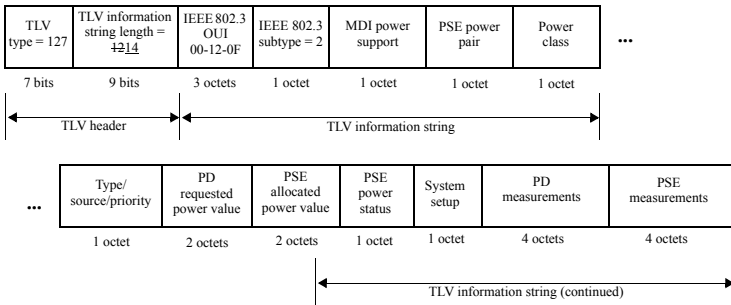 TLV
type = 127
TLV information
string length =
1214
IEEE 802.3
OUI
00-12-0F
IEEE 802.3
subtype = 2
MDI power
support
PSE power
pair
Power
class
...
7 bits
9 bits
3 octets
1 octet
1 octet
1 octet
1 octet
TLV header
TLV information string
...
Type/
source/priority
PD
requested
power value
PSE
allocated
power value
PSE
power
status
System
setup
PD
measurements
PSE
measurements
1 octet
2 octets
2 octets
1 octet
1 octet
4 octets
4 octets
TLV information string (continued)